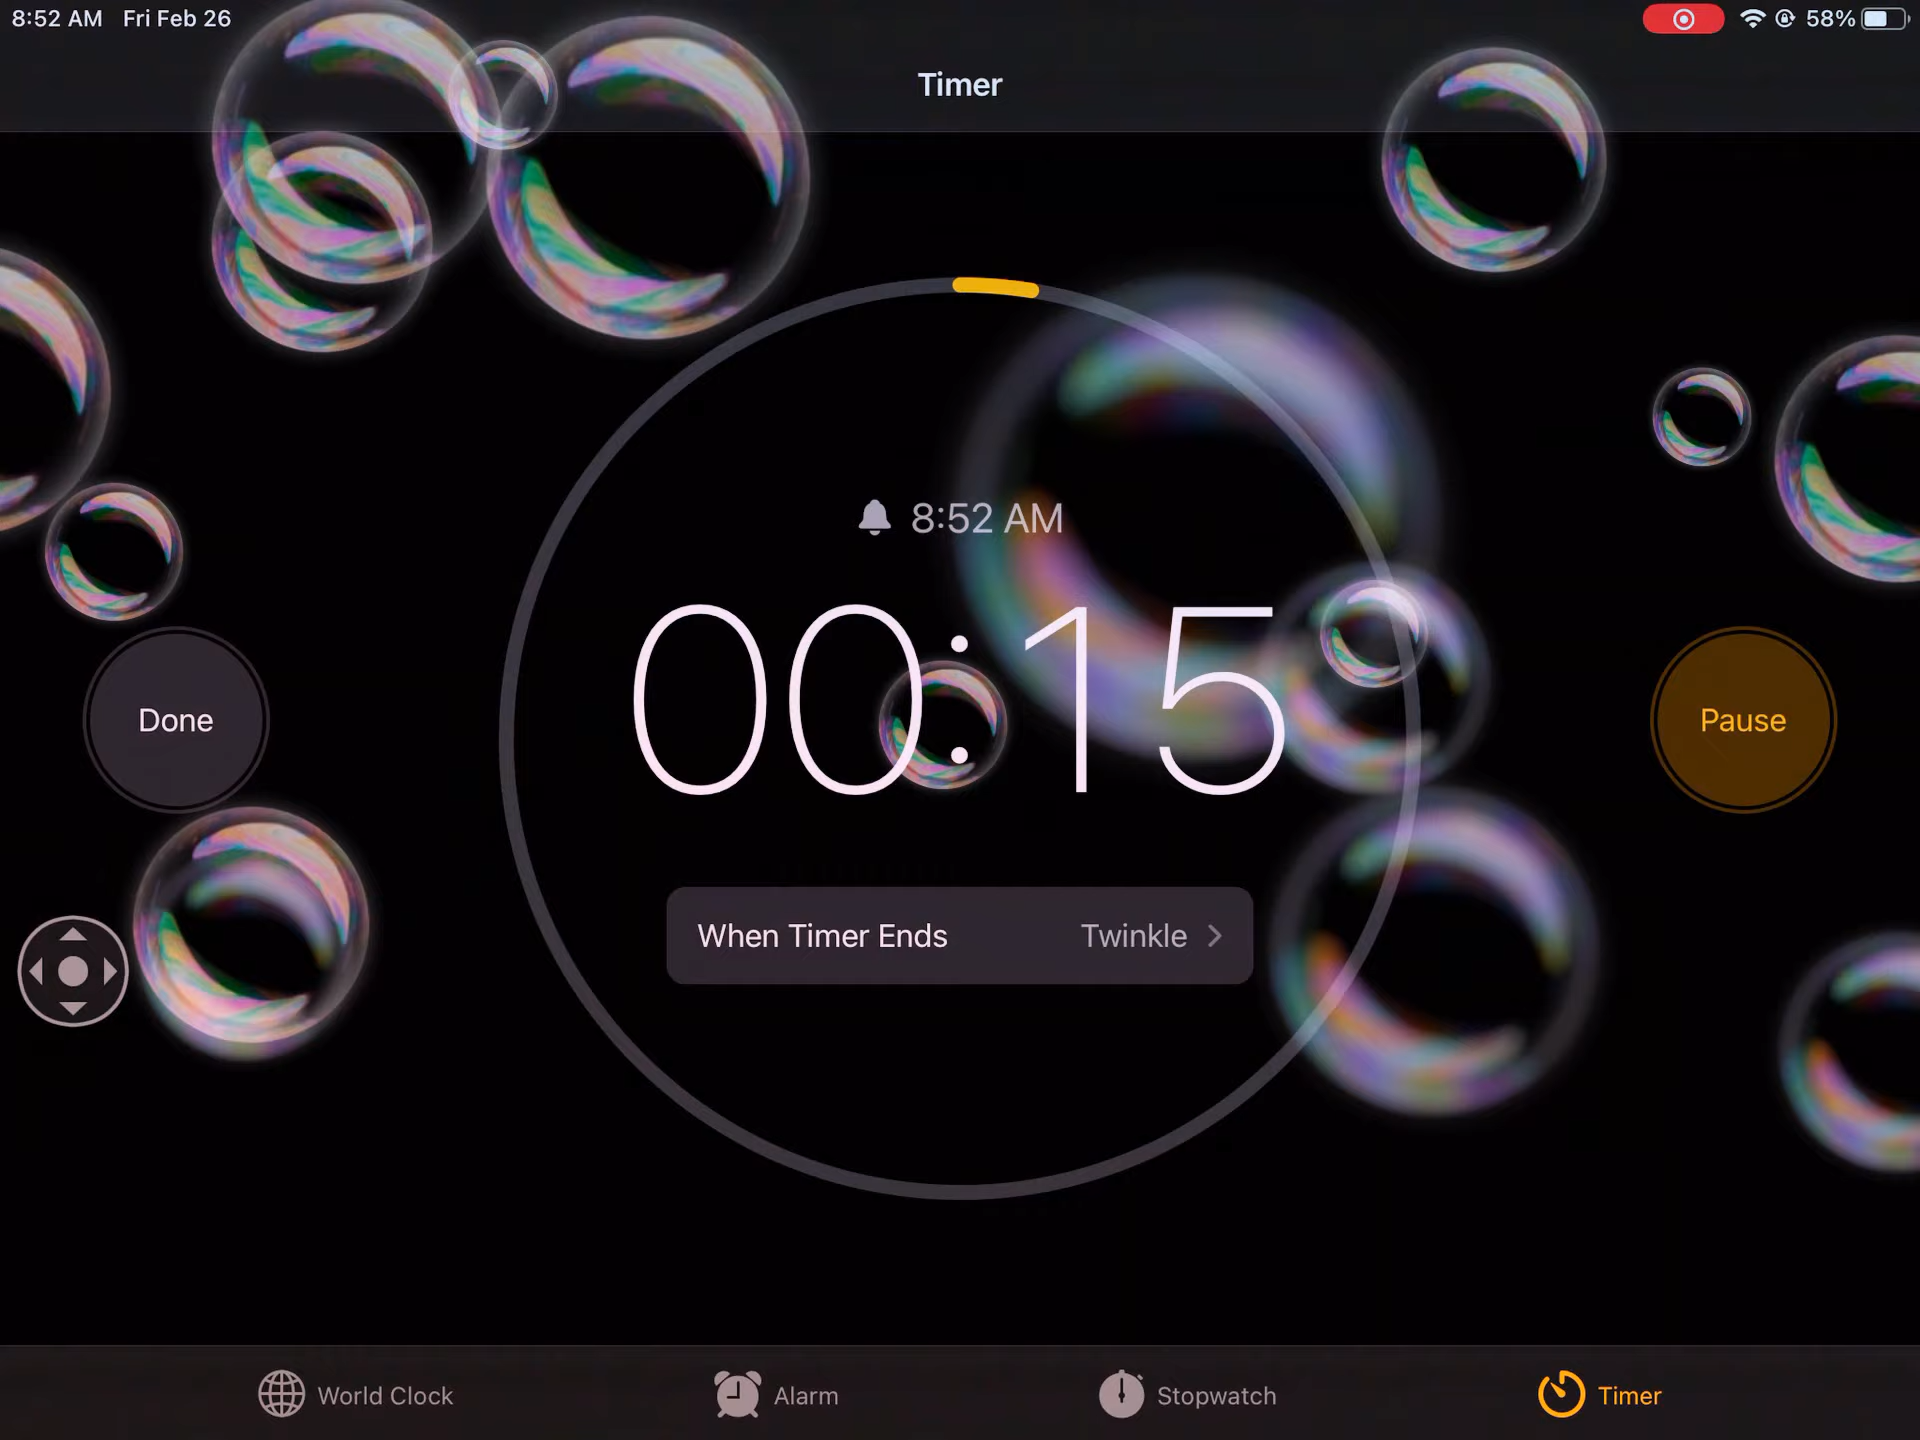 8:52 AM Fri Feb 26
58%
Timer
8:52 AM
00:15
Done
Pause
When Timer Ends Twinkle
World Clock Alarm Stopwatch Timer